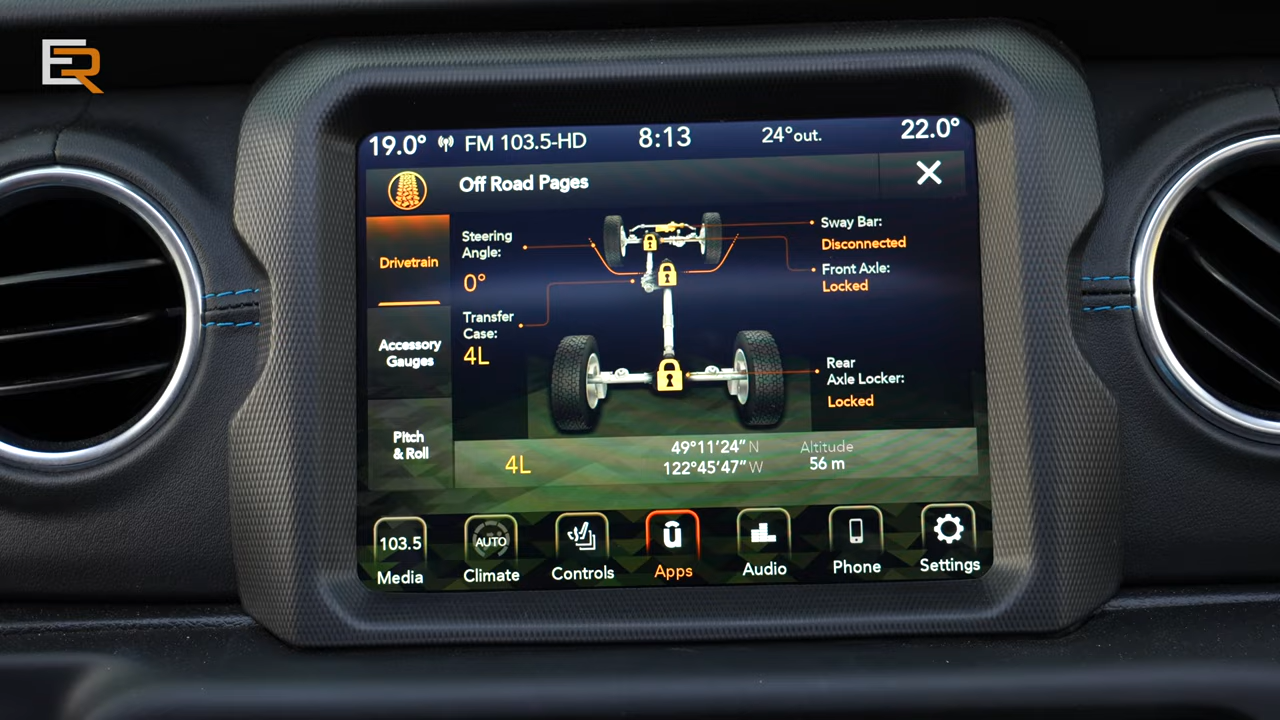 ER
19.0° FM 103.5-HD 8:13 24°out. 22.0°
Off Road Pages
Drivetrain
Accessory
Gauges
Pitch
& Roll
Steering
Angle:
0°
Transfer
Case:
4L
Sway Bar:
Disconnected
Front Axle:
Locked
Rear
Axle Locker:
Locked
4L
49°11'24" N
122°45'47" W
Altitude
56 m
103.5
Media
AUTO
Climate
Controls
Apps
Audio
Phone
Settings